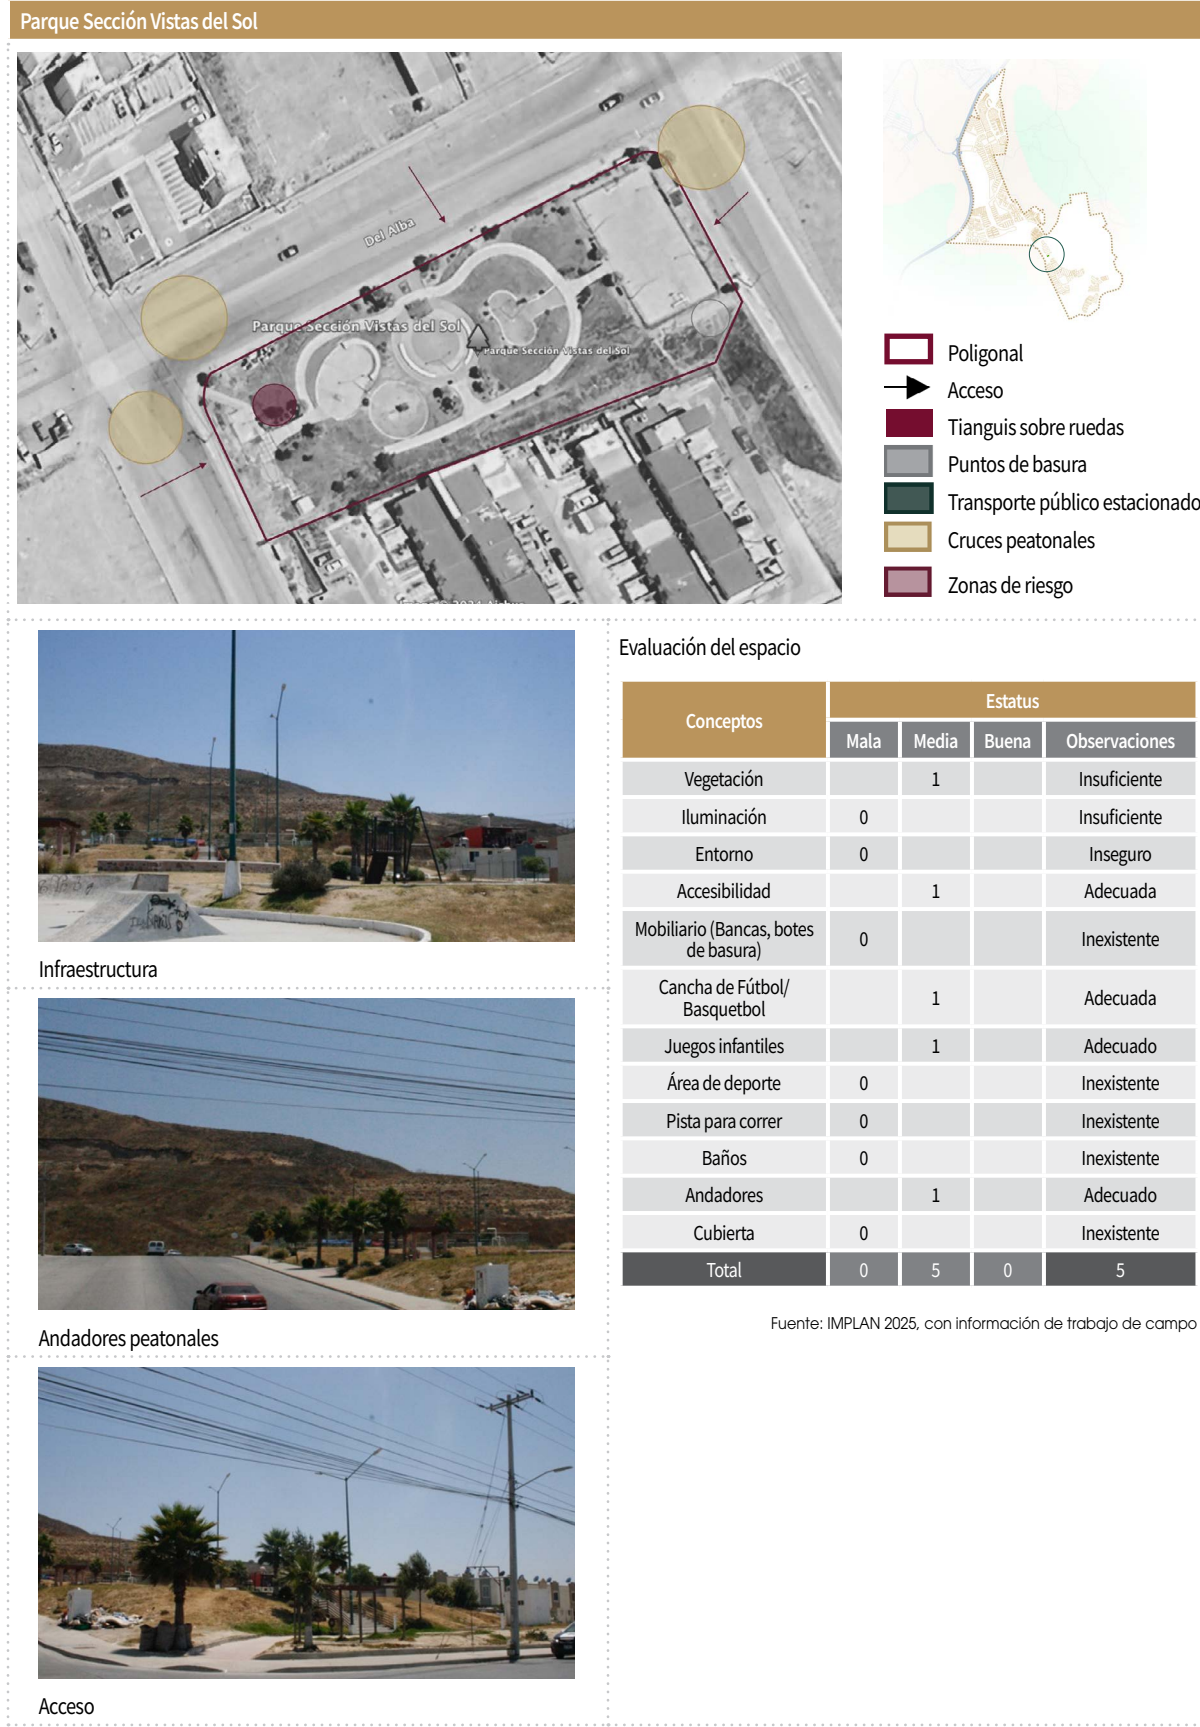 Parque Sección Vistas del Sol
Del Alba
Parque Sección Vistas del Sol
Parque Sección Vistas del Sol
Poligonal
Acceso
Tianguis sobre ruedas
Puntos de basura
Transporte público estacionado
Cruces peatonales
Zonas de riesgo
Infraestructura
Andadores peatonales
Acceso
Evaluación del espacio
Conceptos Estatus
Mala Media Buena Observaciones
Vegetación 1 Insuficiente
Iluminación 0 Insuficiente
Entorno 0 Inseguro
Accesibilidad 1 Adecuada
Mobiliario (Bancas, botes
de basura) 0 Inexistente
Cancha de Fútbol/
Basquetbol 1 Adecuada
Juegos infantiles 1 Adecuado
Área de deporte 0 Inexistente
Pista para correr 0 Inexistente
Baños 0 Inexistente
Andadores 1 Adecuado
Cubierta 0 Inexistente
Total 0 5 0 5
Fuente: IMPLAN 2025, con información de trabajo de campo